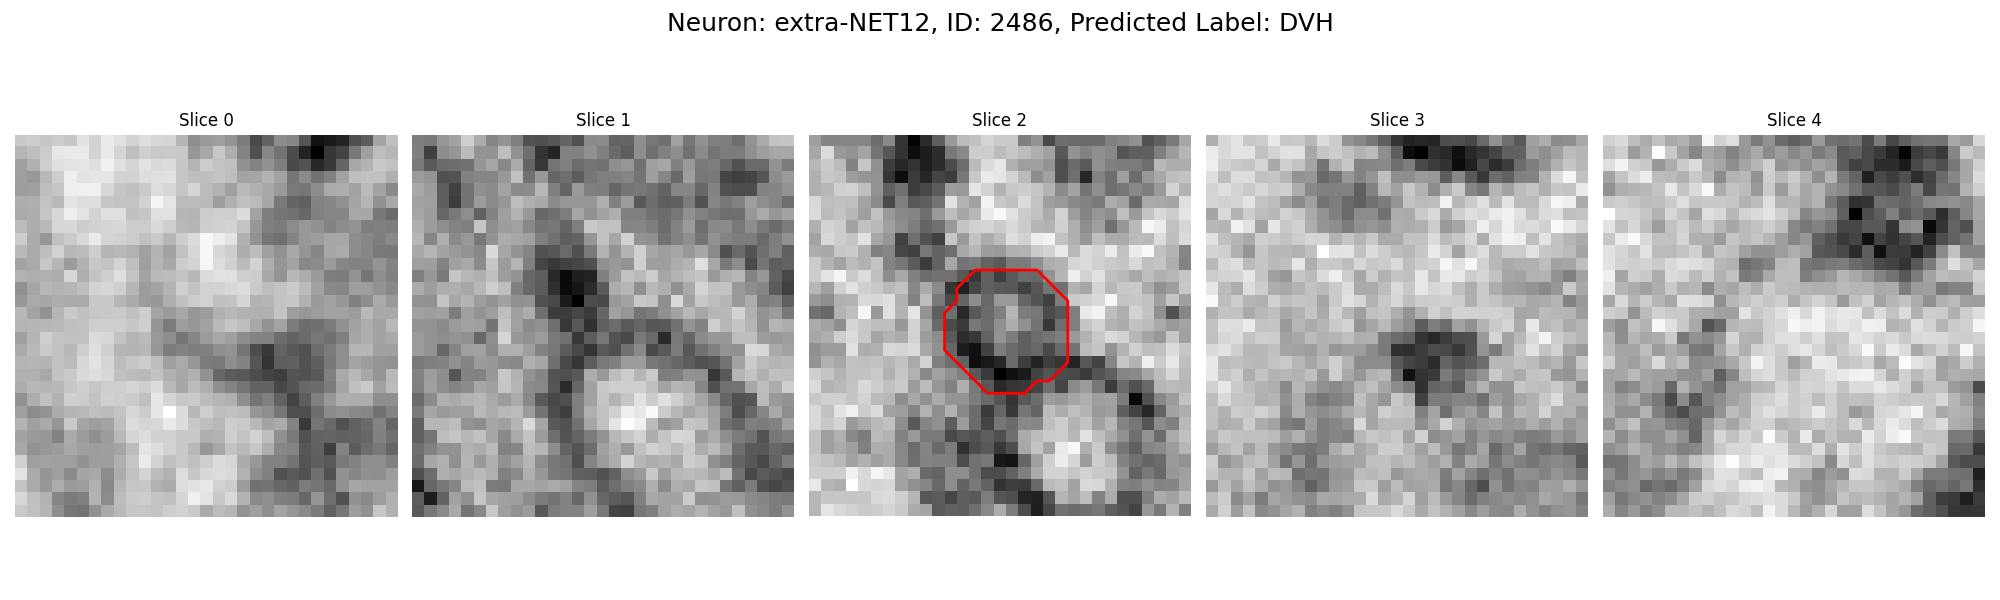 Neuron: extra-NET12, ID: 2486, Predicted Label: DVH
Slice 0
Slice 1
Slice 2
Slice 3
Slice 4